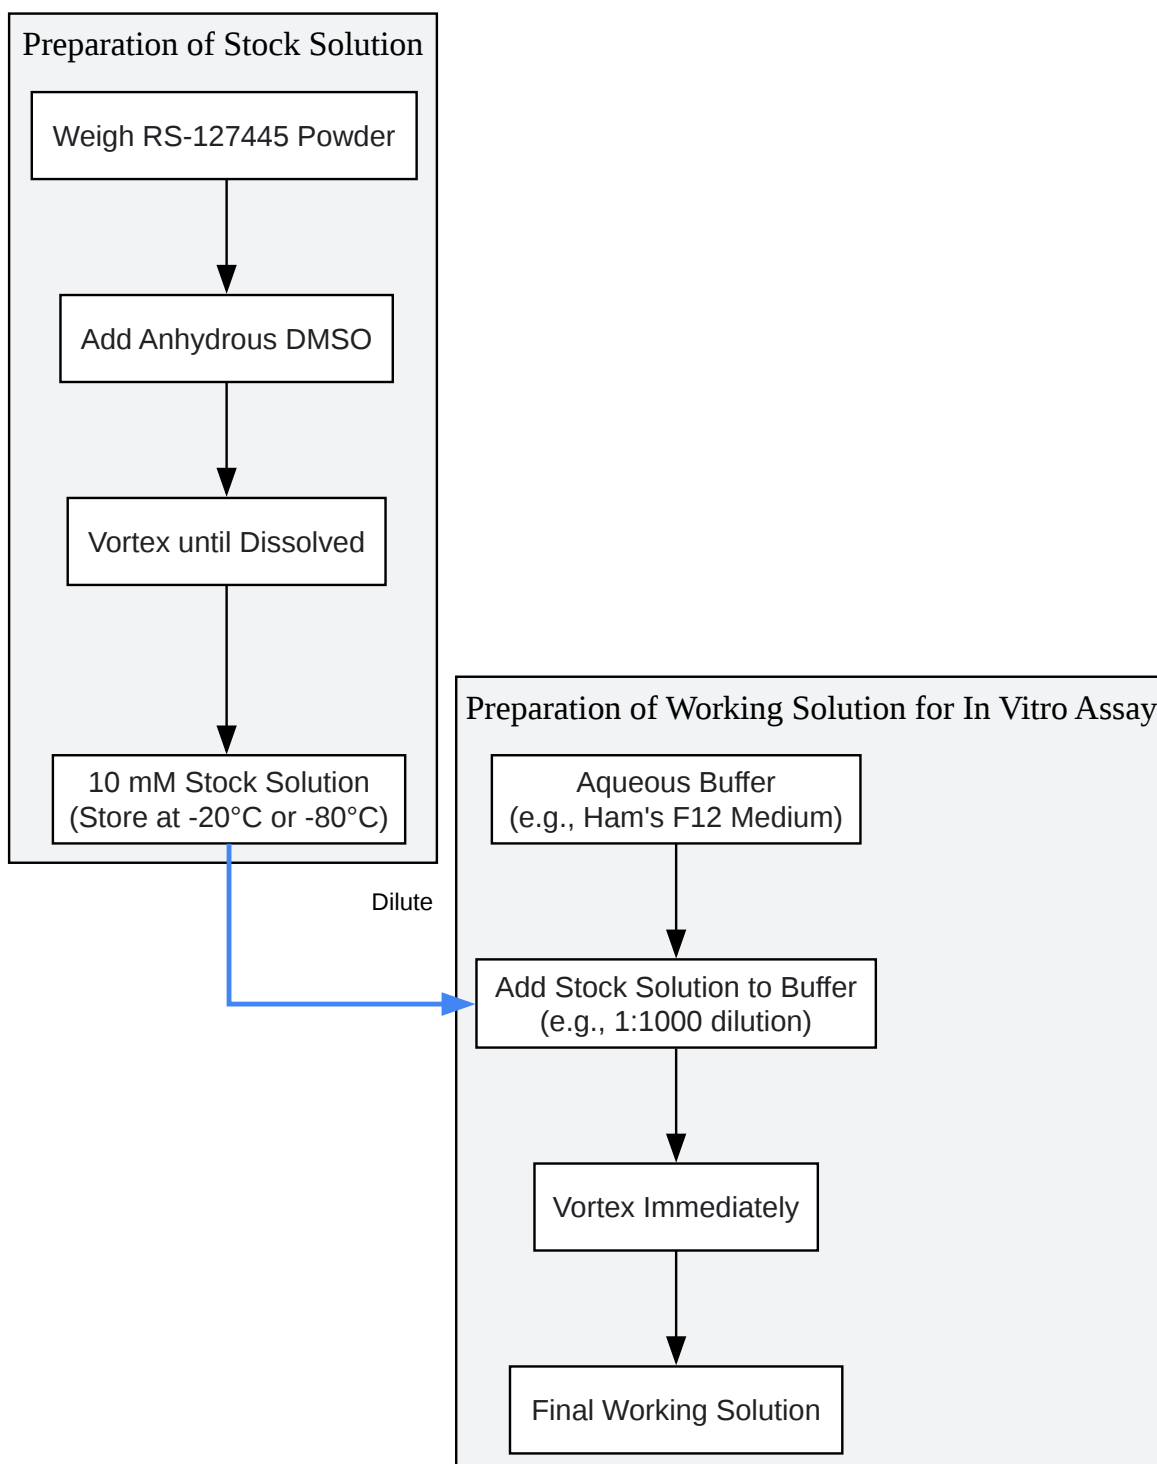 Preparation of Stock Solution
Weigh RS-127445 Powder
Add Anhydrous DMSO
Vortex until Dissolved
10 mM Stock Solution
(Store at -20°C or -80°C)
Dilute
Preparation of Working Solution for In Vitro Assay
Aqueous Buffer
(e.g., Ham's F12 Medium)
Add Stock Solution to Buffer
(e.g., 1:1000 dilution)
Vortex Immediately
Final Working Solution